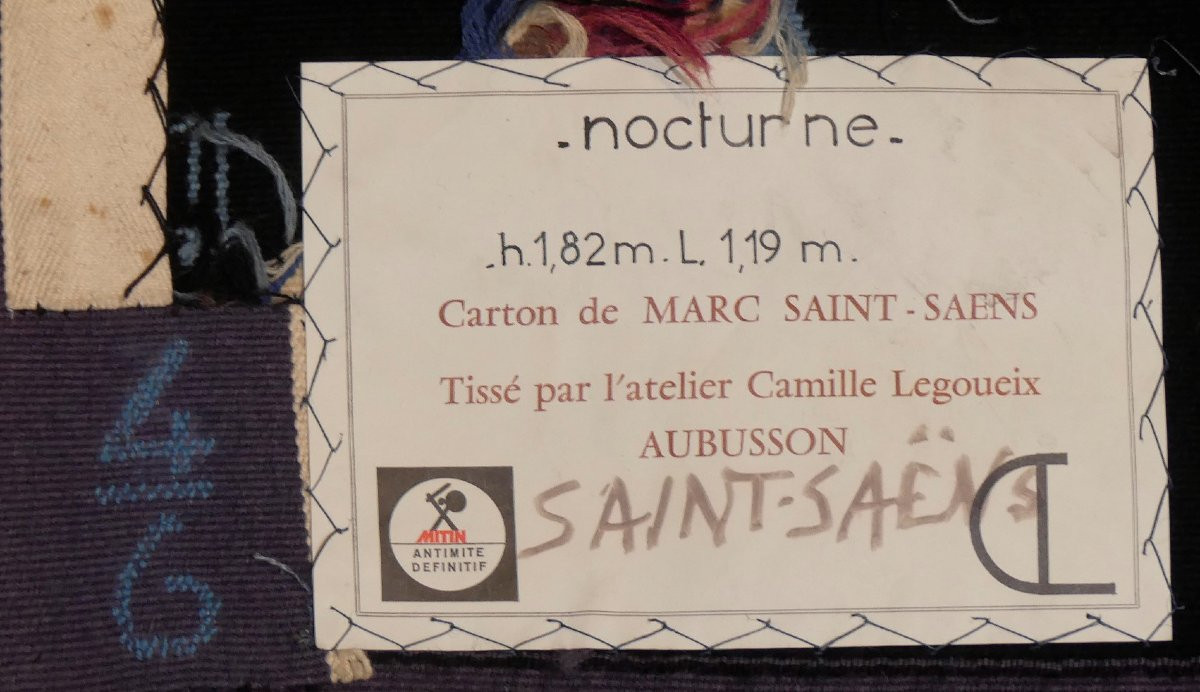 -nocturne-
.h.1,82m. L. 1,19 m.
Carton de MARC SAINT-SAENS
Tissé par l'atelier Camille Legoueix
AUBUSSON
SAINT-SAËNS
MITIN
ANTIMITE
DEFINITIF
CL
4
6